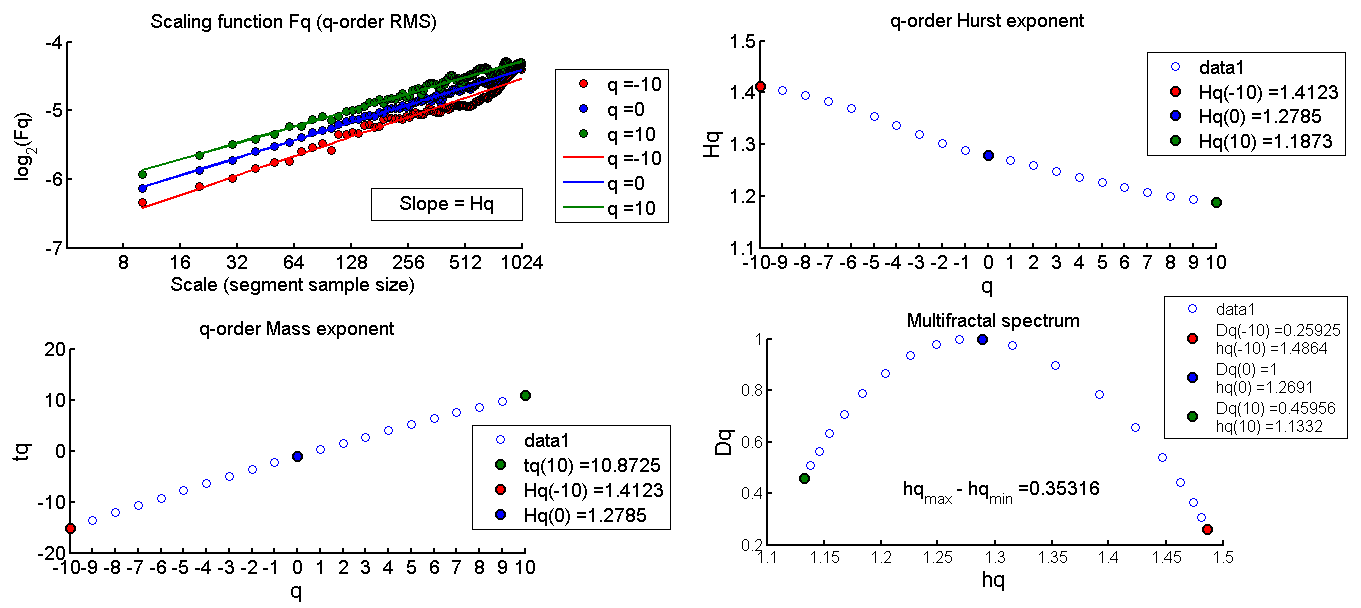 Scaling function Fq (q-order RMS)
-4
-5
-6
-7
log2(Fq)
8 16 32 64 128 256 512 1024
Scale (segment sample size)
Slope = Hq
q =-10
q =0
q =10
q =-10
q =0
q =10
q-order Hurst exponent
1.5
1.4
1.3
1.2
1.1
Hq
-10 -9 -8 -7 -6 -5 -4 -3 -2 -1 0 1 2 3 4 5 6 7 8 9 10
q
data1
Hq(-10) =1.4123
Hq(0) =1.2785
Hq(10) =1.1873
q-order Mass exponent
20
10
0
-10
-20
tq
-10 -9 -8 -7 -6 -5 -4 -3 -2 -1 0 1 2 3 4 5 6 7 8 9 10
q
data1
tq(10) =10.8725
Hq(-10) =1.4123
Hq(0) =1.2785
Multifractal spectrum
1
0.8
0.6
0.4
0.2
Dq
1.1 1.15 1.2 1.25 1.3 1.35 1.4 1.45 1.5
hq
hqmax - hqmin =0.35316
data1
Dq(-10) =0.25925
hq(-10) =1.4864
Dq(0) =1
hq(0) =1.2691
Dq(10) =0.45956
hq(10) =1.1332